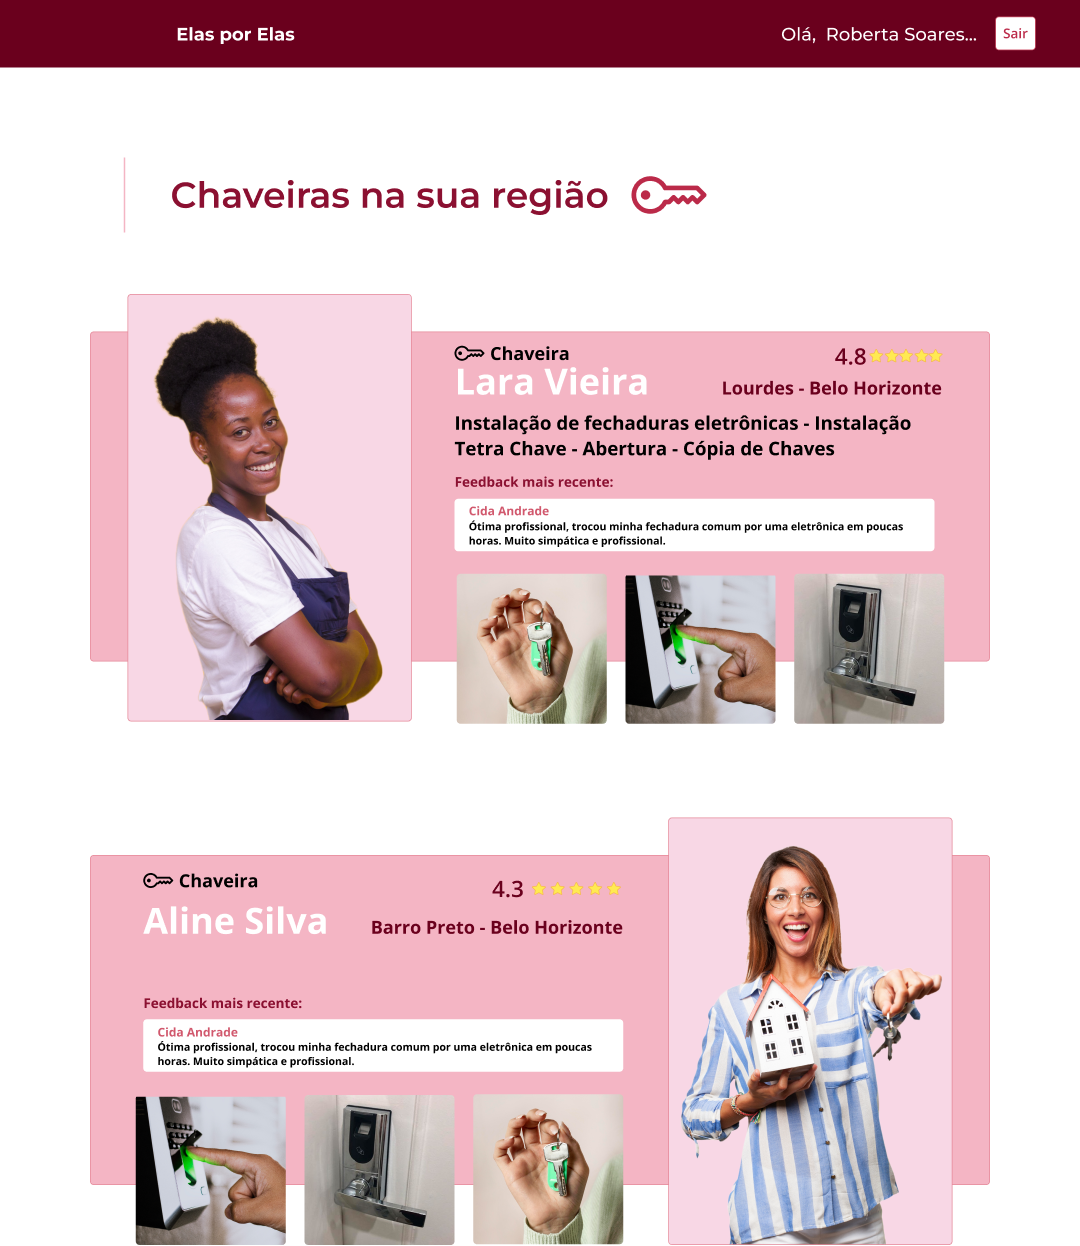 Elas por Elas
Olá, Roberta Soares...
Sair
Chaveiras na sua região
Chaveira
4.8
Lara Vieira
Lourdes - Belo Horizonte
Instalação de fechaduras eletrônicas - Instalação
Tetra Chave - Abertura - Cópia de Chaves
Feedback mais recente:
Cida Andrade
Ótima profissional, trocou minha fechadura comum por uma eletrônica em poucas
horas. Muito simpática e profissional.
Chaveira
4.3
Aline Silva
Barro Preto - Belo Horizonte
Feedback mais recente:
Cida Andrade
Ótima profissional, trocou minha fechadura comum por uma eletrônica em poucas
horas. Muito simpática e profissional.